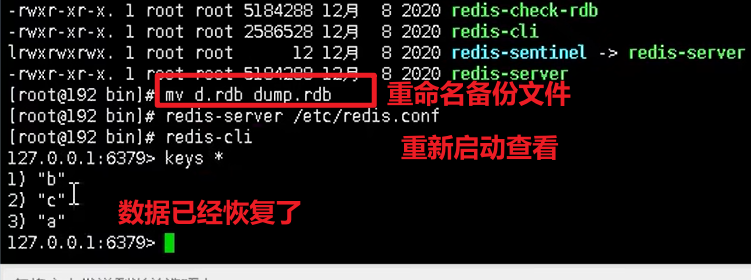 -rwxr-xr-x. 1 root root 5184288 12月  8 2020 redis-check-rdb
-rwxr-xr-x. 1 root root 2586528 12月  8 2020 redis-cli
lrwxrwxrwx. 1 root root      12 12月  8 2020 redis-sentinel -> redis-server
-rwxr-xr-x. 1 root root 5184288 12月  8 2020 redis-server
[root@192 bin]# mv d.rdb dump.rdb 重命名备份文件
[root@192 bin]# redis-server /etc/redis.conf
[root@192 bin]# redis-cli 重新启动查看
127.0.0.1:6379> keys *
1) "b"
2) "c" 数据已经恢复了
3) "a"
127.0.0.1:6379>